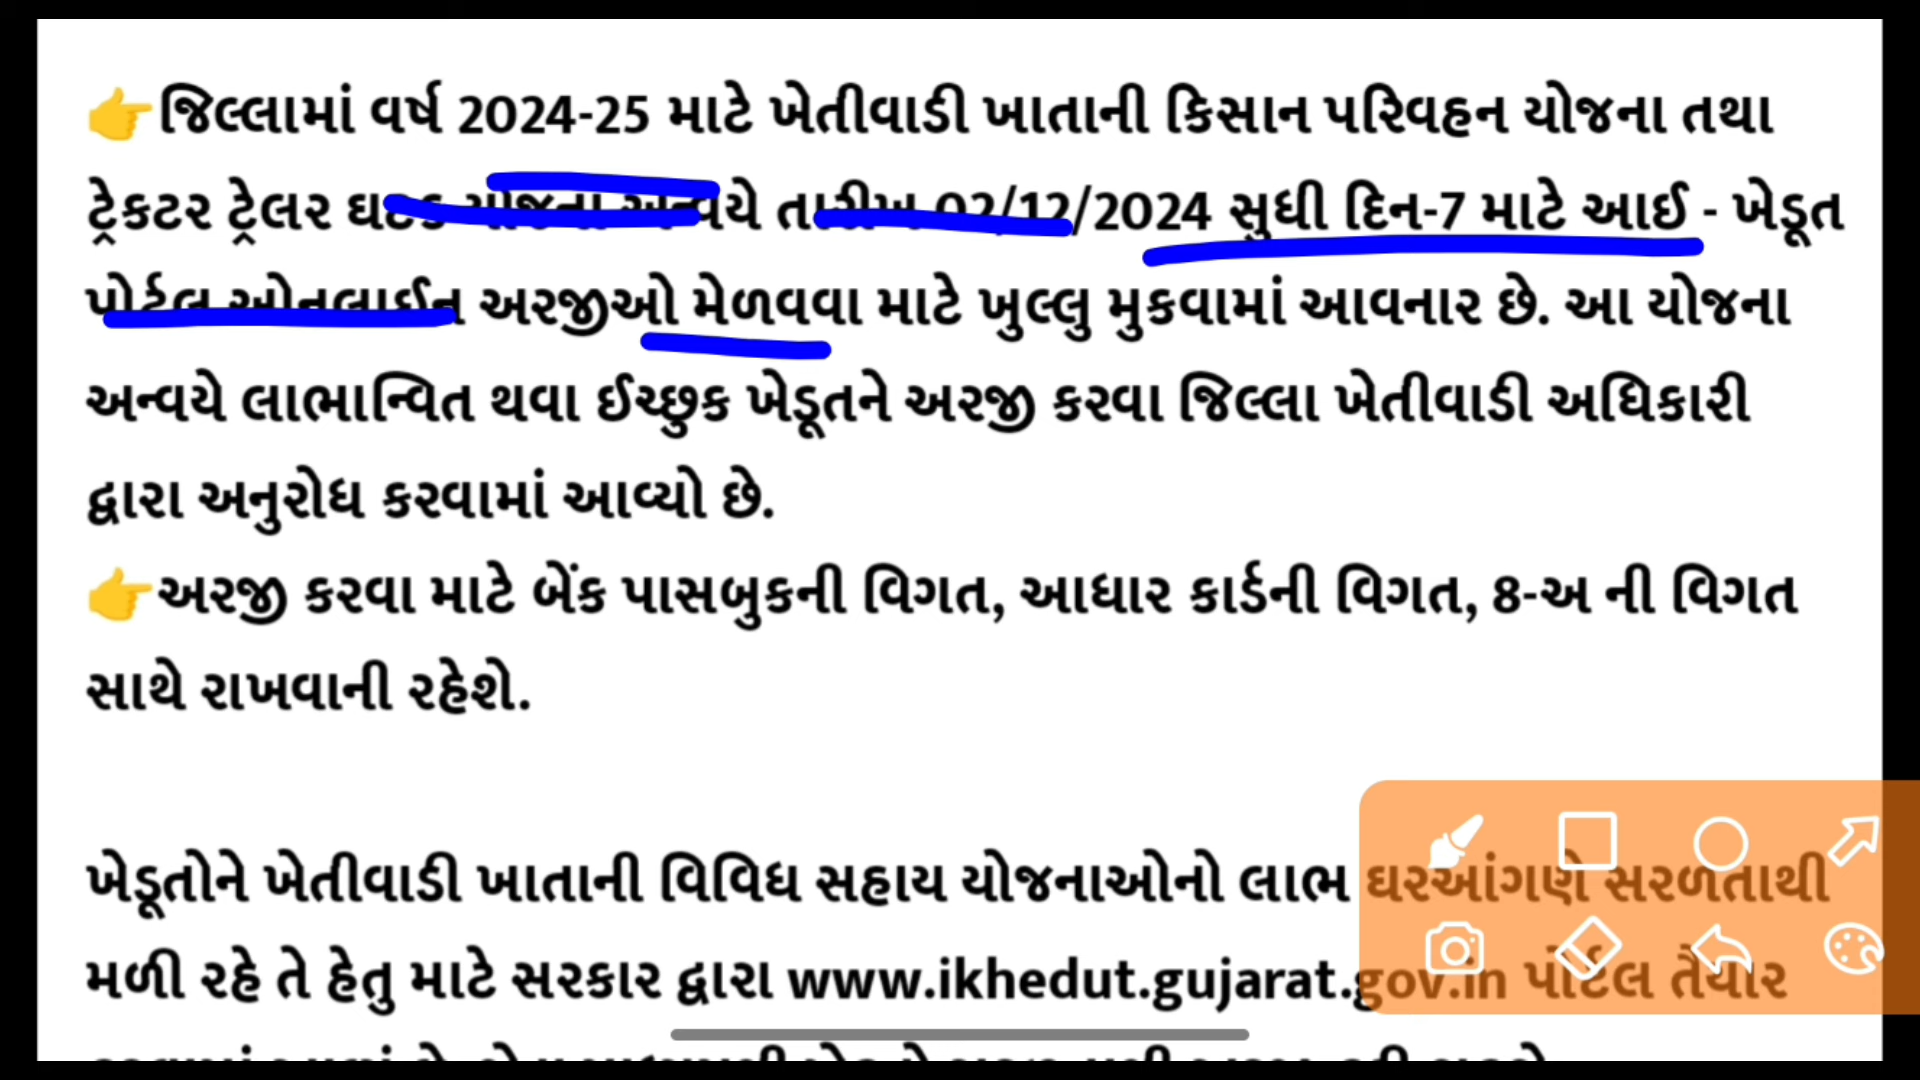 👉જિલ્લામાં વર્ષ 2024-25 માટે ખેતીવાડી ખાતાની કિસાન પરિવહન યોજના તથા
ટ્રેકટર ટ્રેલર ઘટક યોજના અન્વયે તારીખ 02/12/2024 સુધી દિન-7 માટે આઈ - ખેડૂત
પોર્ટલ ઓનલાઈન અરજીઓ મેળવવા માટે ખુલ્લુ મુકવામાં આવનાર છે. આ યોજના
અન્વયે લાભાન્વિત થવા ઈચ્છુક ખેડૂતને અરજી કરવા જિલ્લા ખેતીવાડી અધિકારી
દ્વારા અનુરોધ કરવામાં આવ્યો છે.
👉અરજી કરવા માટે બેંક પાસબુકની વિગત, આધાર કાર્ડની વિગત, 8-અ ની વિગત
સાથે રાખવાની રહેશે.
ખેડૂતોને ખેતીવાડી ખાતાની વિવિધ સહાય યોજનાઓનો લાભ ઘરઆંગણે સરળતાથી
મળી રહે તે હેતુ માટે સરકાર દ્વારા www.ikhedut.gujarat.gov.in પોર્ટલ તૈયાર